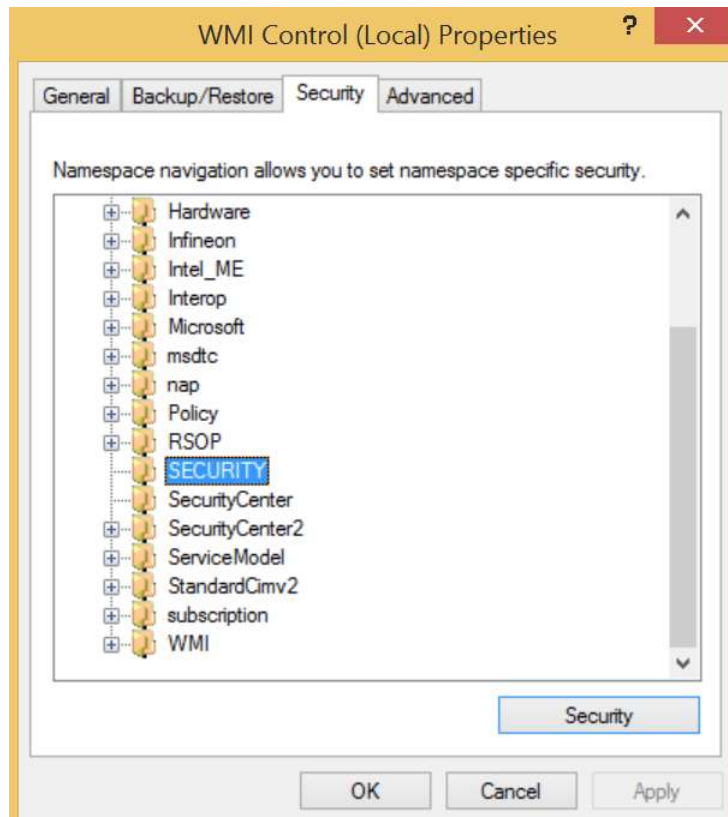 WMI Control (Local) Properties ? ×
General Backup/Restore Security Advanced
Namespace navigation allows you to set namespace specific security.
Hardware
Infineon
Intel_ME
Interop
Microsoft
msdtc
nap
Policy
RSOP
SECURITY
SecurityCenter
SecurityCenter2
ServiceModel
StandardCimv2
subscription
WMI
Security
OK Cancel Apply